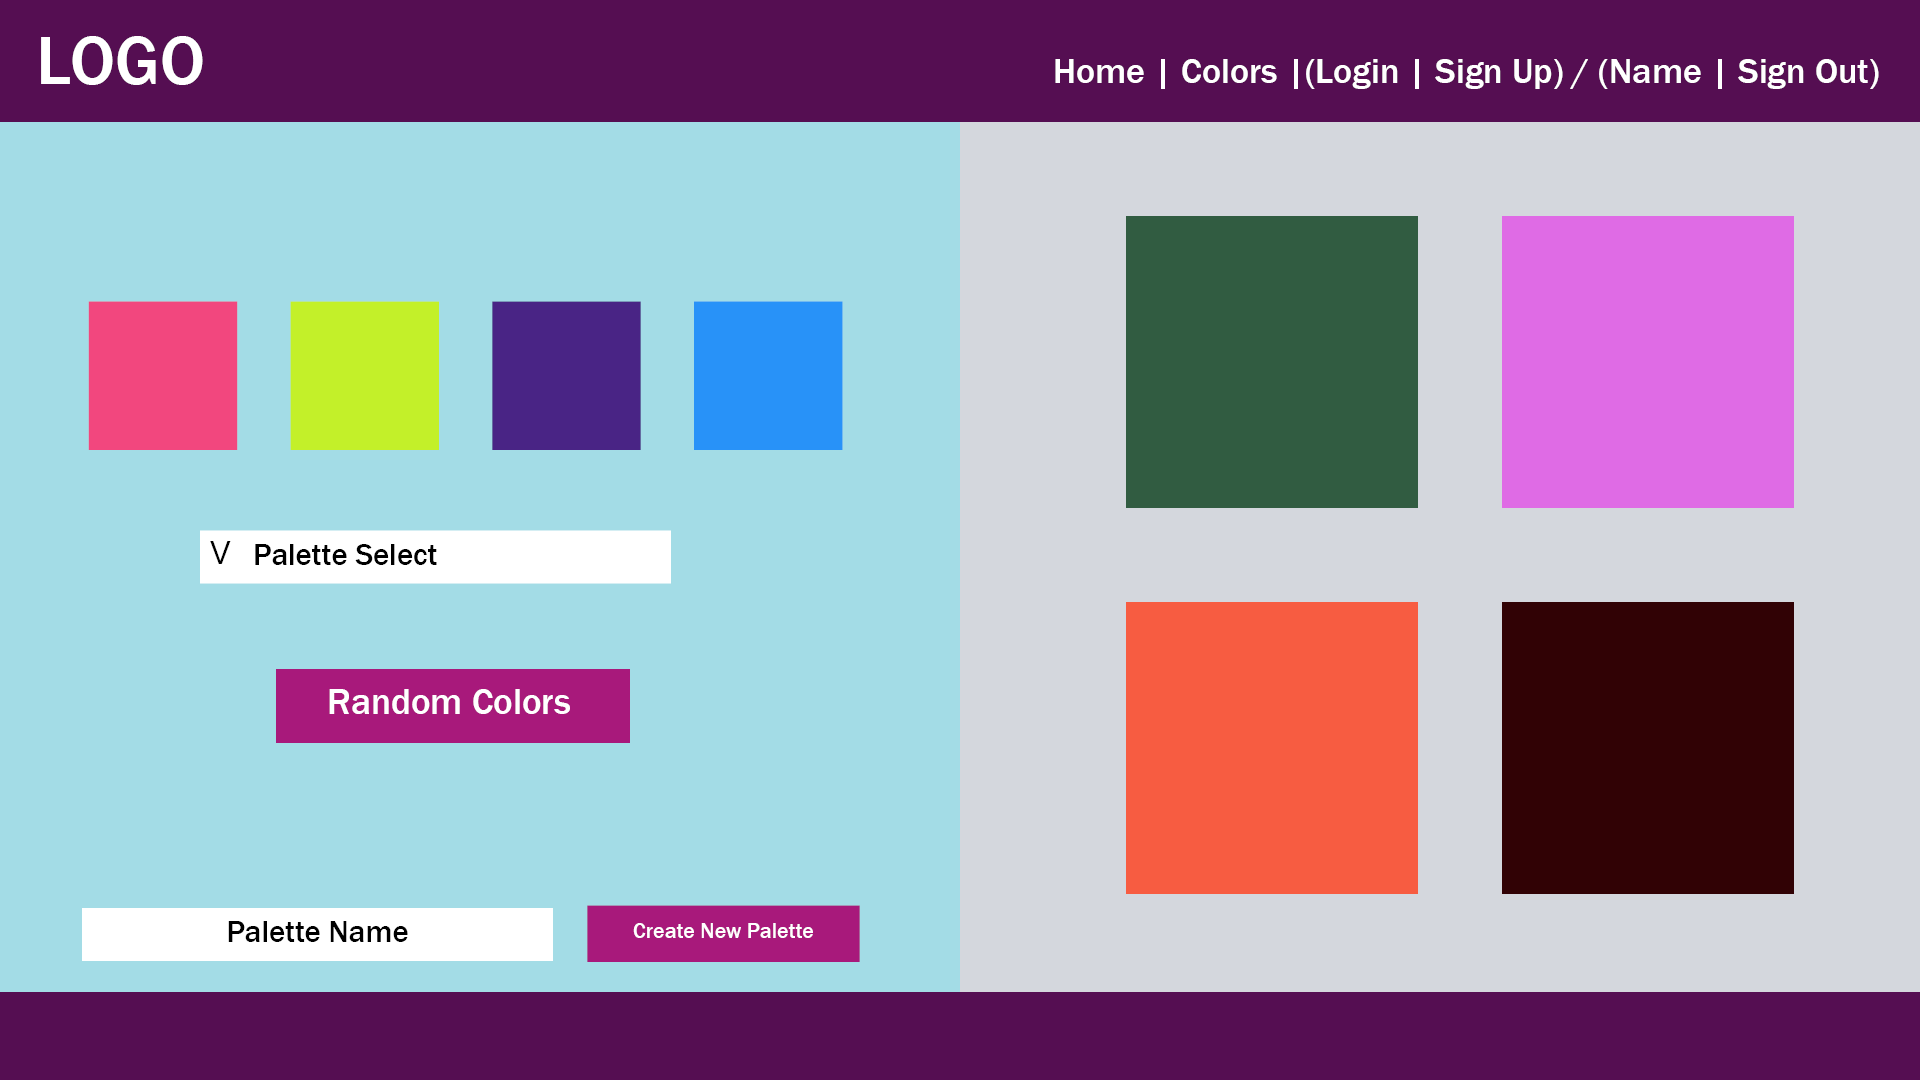 LOGO
Home | Colors |(Login | Sign Up) / (Name | Sign Out)
V Palette Select
Random Colors
Palette Name
Create New Palette